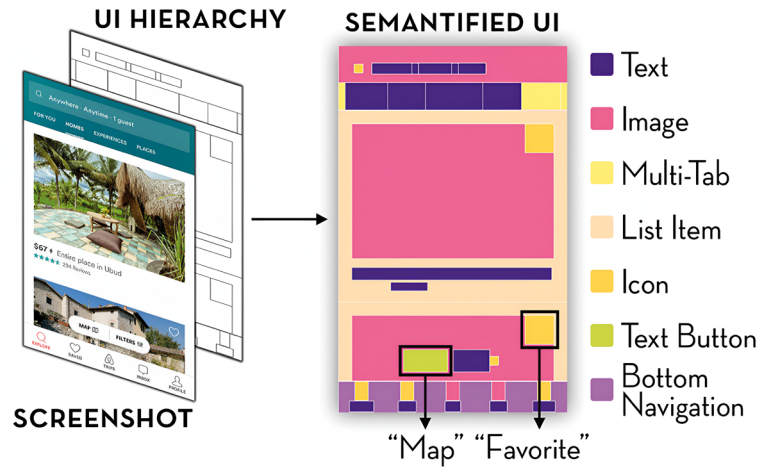 UI HIERARCHY
SEMANTIFIED UI
Anywhere · Anytime · 1 guest
FOR YOU HOMES EXPERIENCES PLACES
$67 + Entire place in Ubud
294 Reviews
MAP FILTERS
EXPLORE SAVED TRIPS INBOX PROFILE
SCREENSHOT
"Map" "Favorite"
Text
Image
Multi-Tab
List Item
Icon
Text Button
Bottom
Navigation